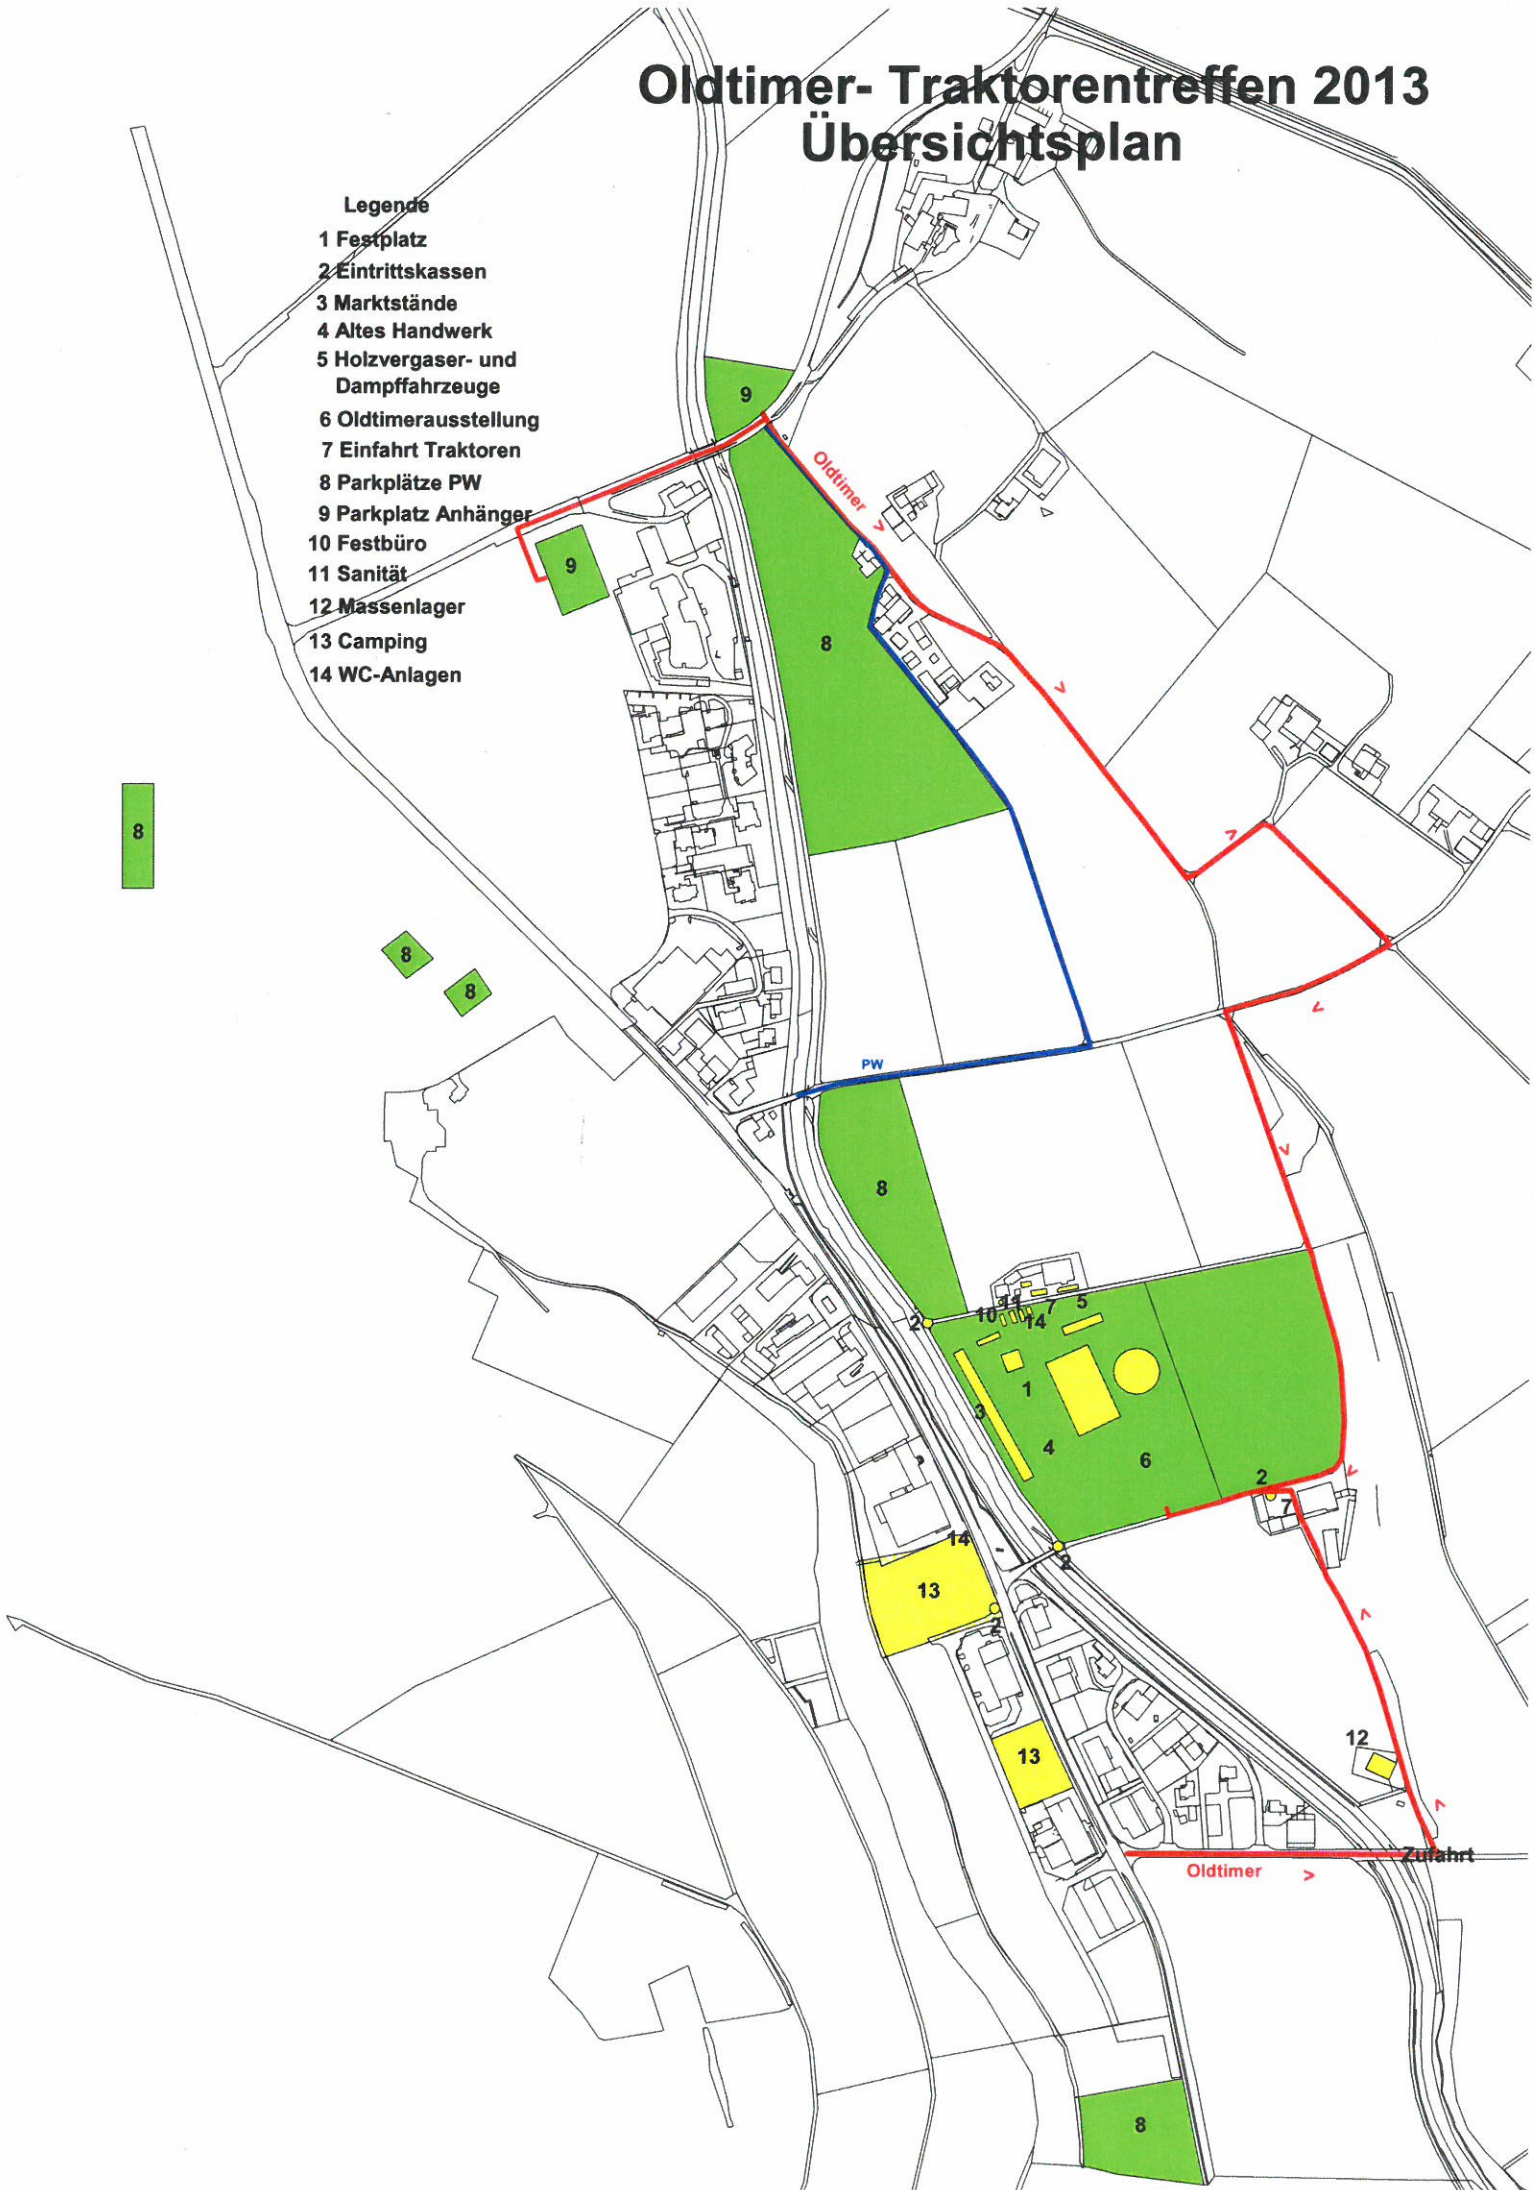 Oldtimer- Traktorentreffen 2013
Übersichtsplan
Legende
1 Festplatz
2 Eintrittskassen
3 Marktstände
4 Altes Handwerk
5 Holzvergaser- und
Dampffahrzeuge
6 Oldtimerausstellung
7 Einfahrt Traktoren
8 Parkplätze PW
9 Parkplatz Anhänger
10 Festbüro
11 Sanität
12 Massenlager
13 Camping
14 WC-Anlagen
9
Oldtimer >
9
8
>
8
>
8
8
<
PW
>
8
10 11 14 7 5
2
1
3
4
6
2
7
>
14
2
13
2
<
13
12
<
Zufahrt
Oldtimer >
8